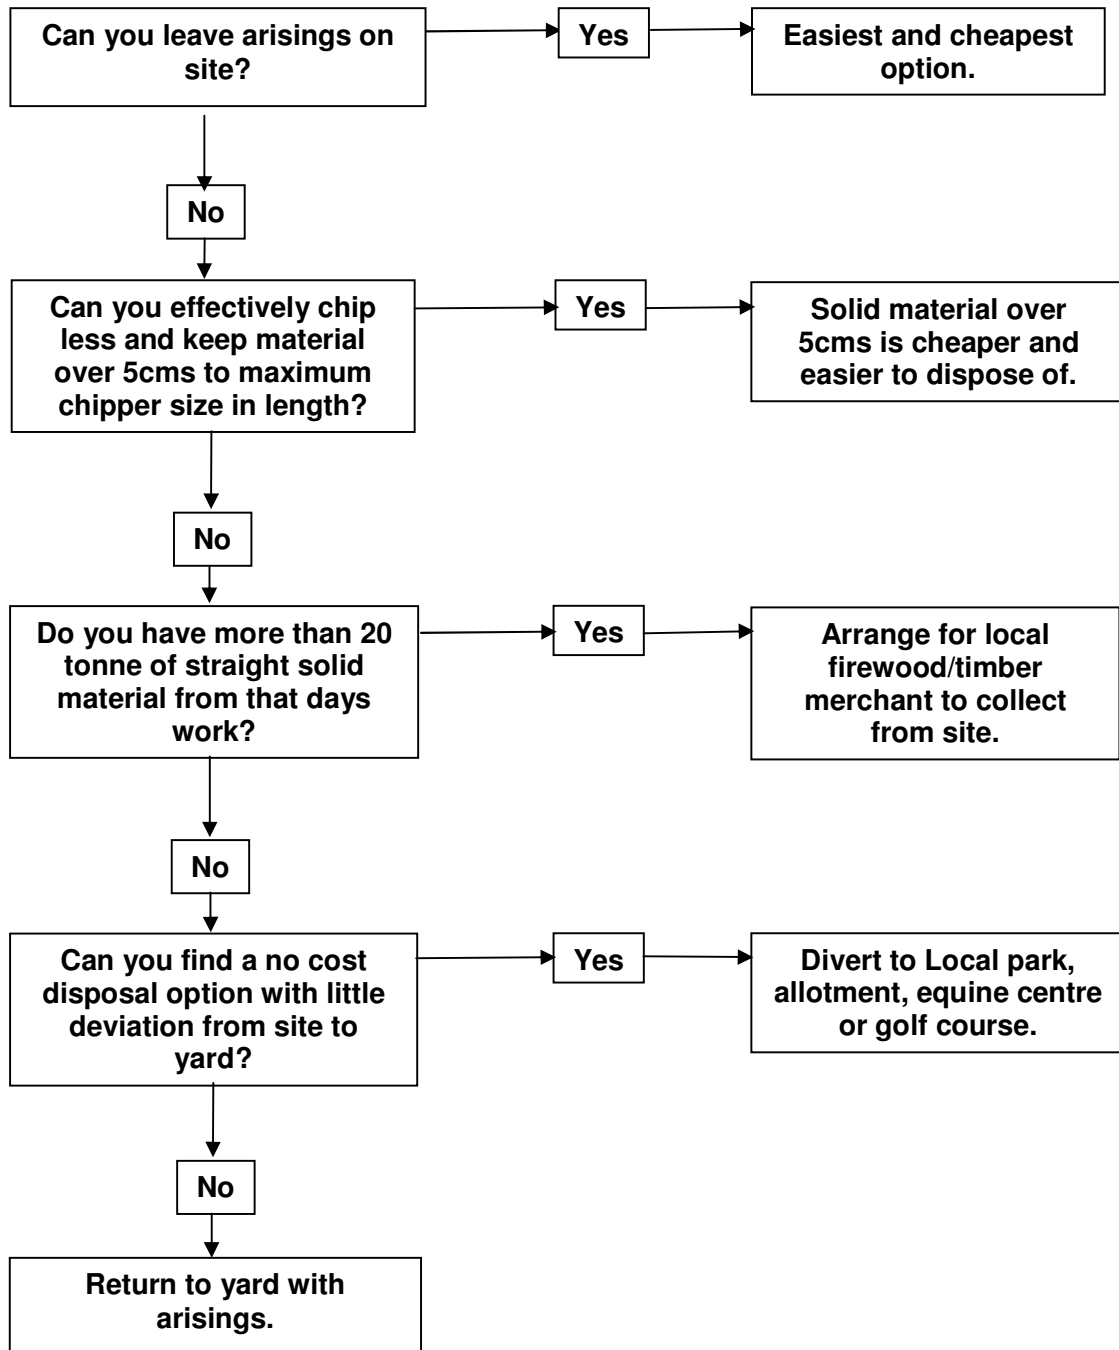 Can you leave arisings on
site?
Yes
Easiest and cheapest
option.
No
Can you effectively chip
less and keep material
over 5cms to maximum
chipper size in length?
Yes
Solid material over
5cms is cheaper and
easier to dispose of.
No
Do you have more than 20
tonne of straight solid
material from that days
work?
Yes
Arrange for local
firewood/timber
merchant to collect
from site.
No
Can you find a no cost
disposal option with little
deviation from site to
yard?
Yes
Divert to Local park,
allotment, equine centre
or golf course.
No
Return to yard with
arisings.